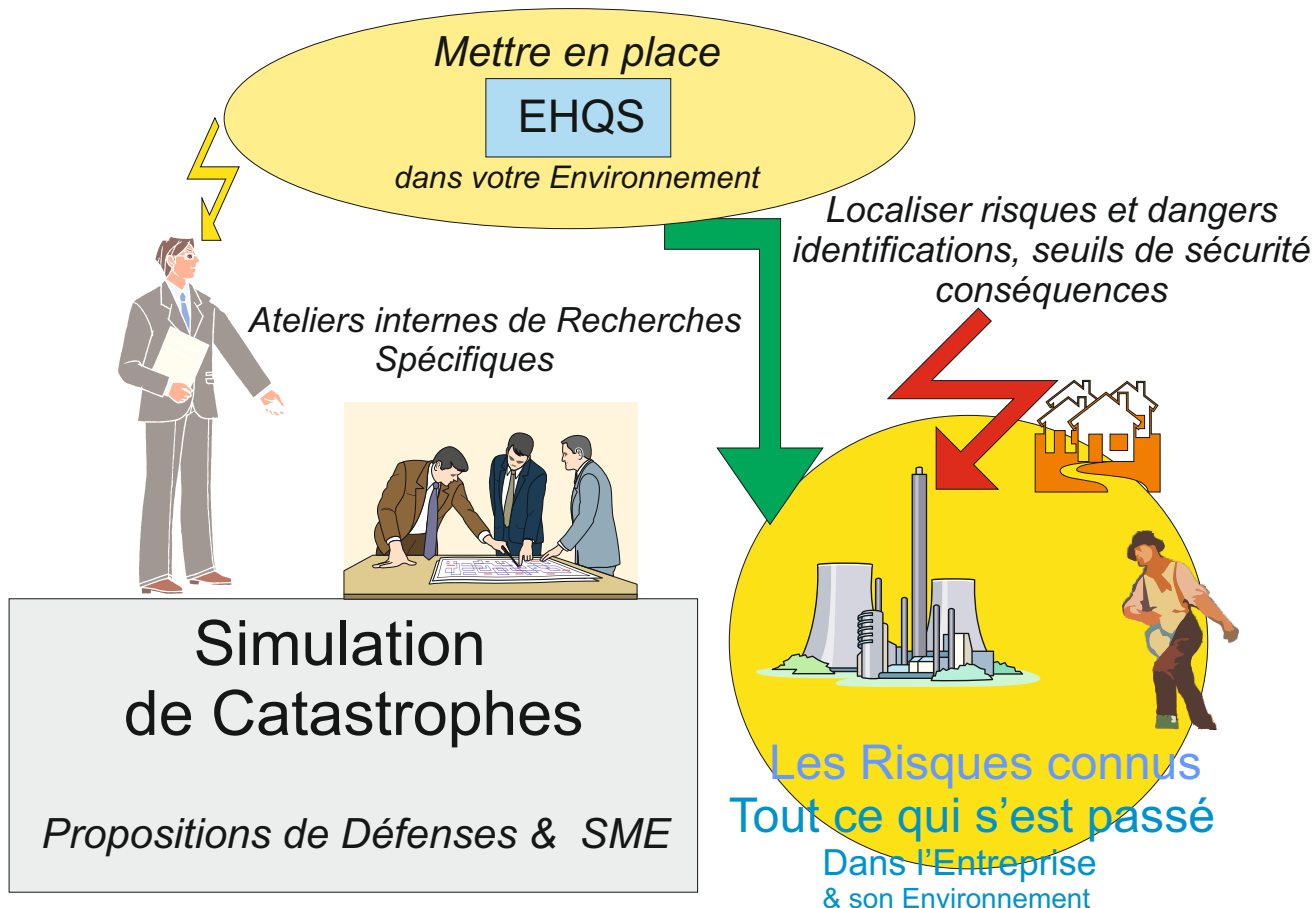 Mettre en place
EHQS
dans votre Environnement
Localiser risques et dangers
identifications, seuils de sécurité
conséquences
Ateliers internes de Recherches
Spécifiques
Simulation
de Catastrophes
Propositions de Défenses & SME
Les Risques connus
Tout ce qui s’est passé
Dans l’Entreprise
& son Environnement